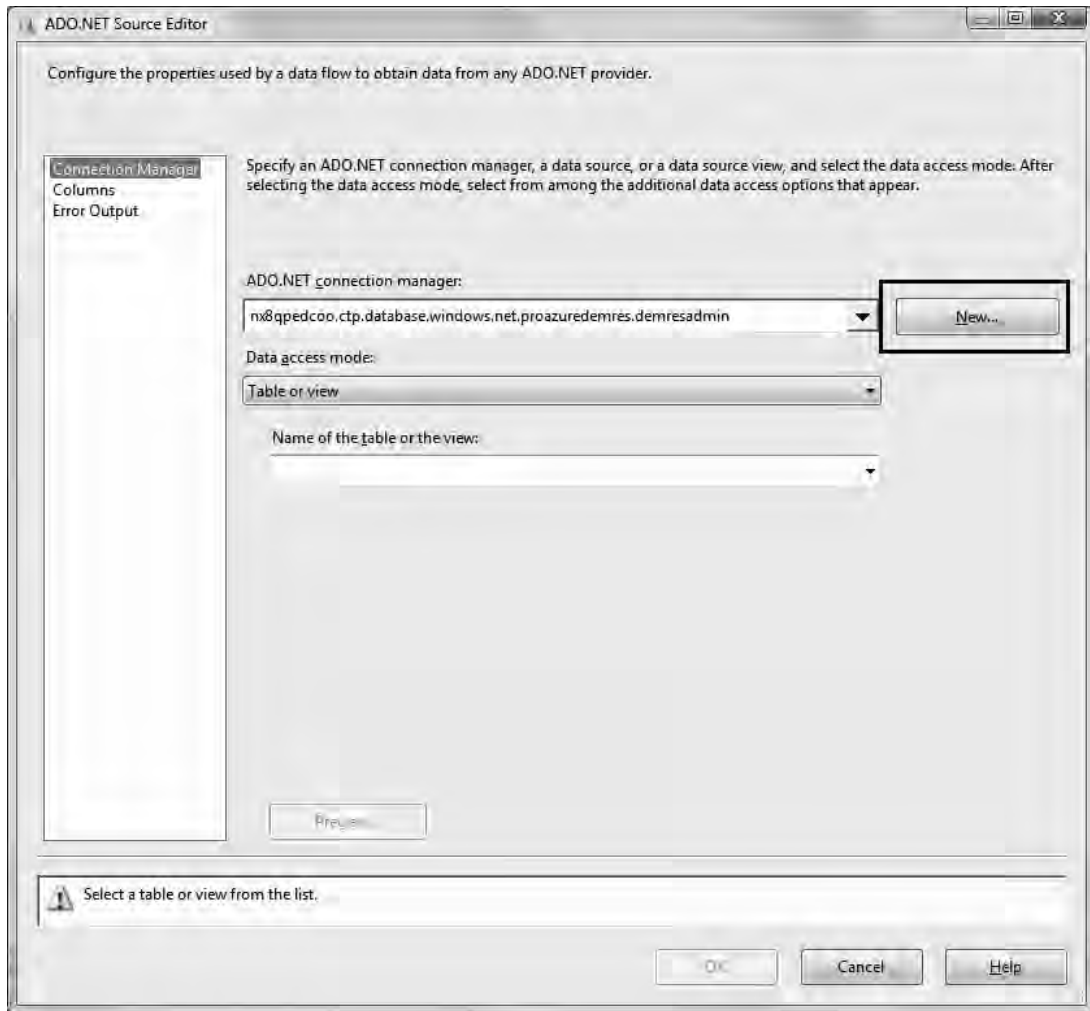 ADO.NET Source Editor
Configure the properties used by a data flow to obtain data from any ADO.NET provider.
Connection Manager
Columns
Error Output
Specify an ADO.NET connection manager, a data source, or a data source view, and select the data access mode. After
selecting the data access mode, select from among the additional data access options that appear.
ADO.NET connection manager:
nx8qpedcoo.ctp.database.windows.net.proazuredemres.demresadmin
New...
Data access mode:
Table or view
Name of the table or the view:
Preview...
Select a table or view from the list.
OK
Cancel
Help